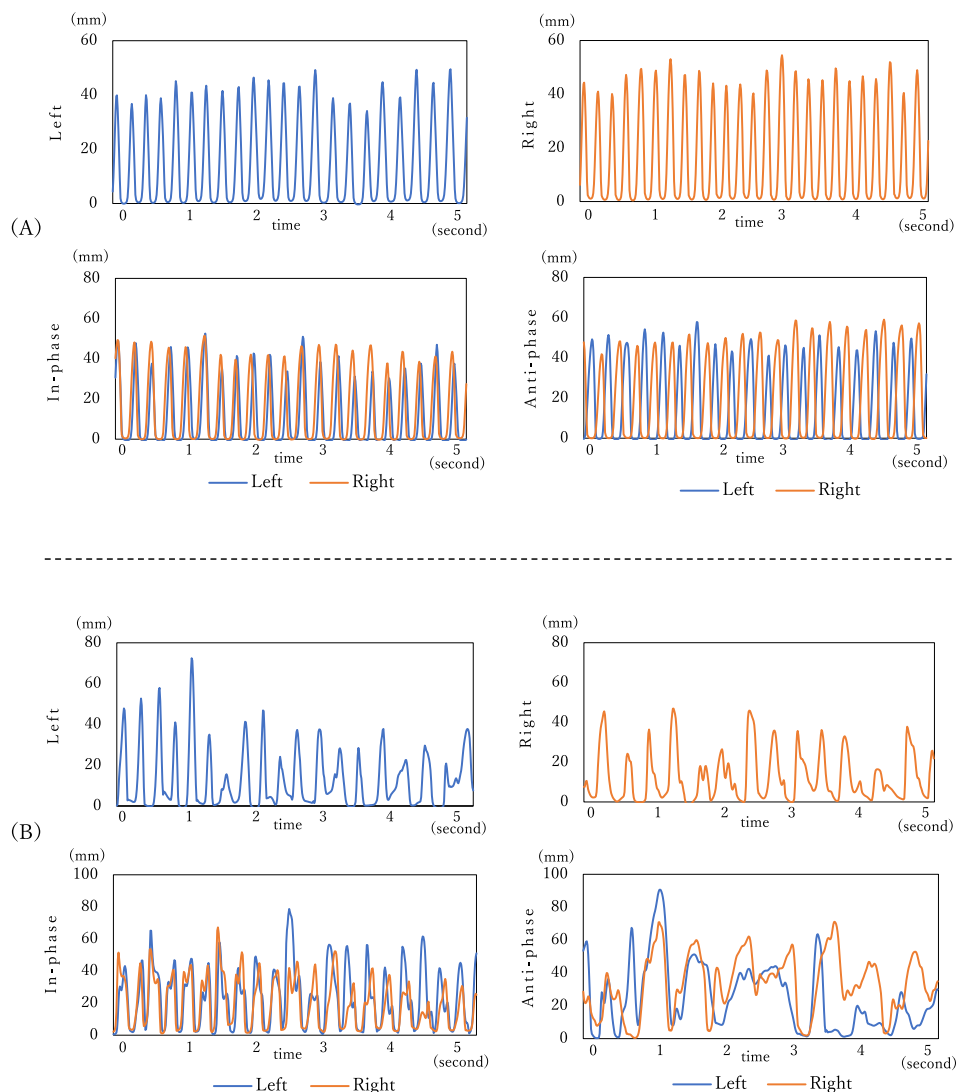 (A)
(mm)
60
40
20
0
Left
0 1 2 3 4 5
time
(second)
(mm)
60
40
20
0
Right
0 1 2 3 4 5
time
(second)
(mm)
80
60
40
20
0
In-phase
0 1 2 3 4 5
time
(second)
Left Right
(mm)
80
60
40
20
0
Anti-phase
0 1 2 3 4 5
time
(second)
Left Right
(B)
(mm)
80
60
40
20
0
Left
0 1 2 3 4 5
time
(second)
(mm)
80
60
40
20
0
Right
0 1 2 3 4 5
time
(second)
(mm)
100
80
60
40
20
0
In-phase
0 1 2 3 4 5
time
(second)
Left Right
(mm)
100
80
60
40
20
0
Anti-phase
0 1 2 3 4 5
time
(second)
Left Right